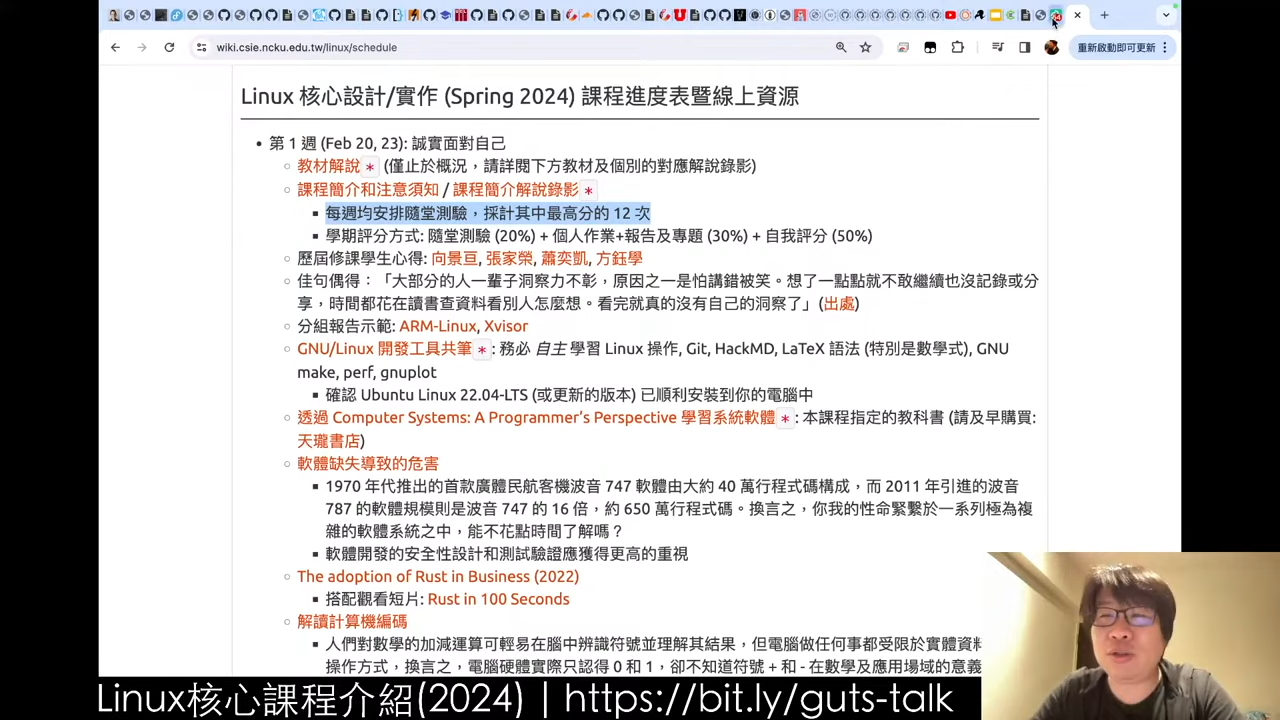 wiki.csie.ncku.edu.tw/linux/schedule
重新啟動即可更新
Linux 核心設計/實作 (Spring 2024) 課程進度表暨線上資源
• 第 1 週 (Feb 20, 23): 誠實面對自己
教材解說 * (僅止於概況，請詳閱下方教材及個別的對應解說錄影)
課程簡介和注意須知 / 課程簡介解說錄影 *
每週均安排隨堂測驗，採計其中最高分的 12 次
學期評分方式: 隨堂測驗 (20%) + 個人作業+報告及專題 (30%) + 自我評分 (50%)
歷屆修課學生心得: 向景亘, 張家榮, 蕭奕凱, 方鈺學
佳句偶得：「大部分的人一輩子洞察力不彰，原因之一是怕講錯被笑。想了一點點就不敢繼續也沒記錄或分
享，時間都花在讀書查資料看別人怎麼想。看完就真的沒有自己的洞察了」(出處)
分組報告示範: ARM-Linux, Xvisor
GNU/Linux 開發工具共筆 * : 務必 自主 學習 Linux 操作, Git, HackMD, LaTeX 語法 (特別是數學式), GNU
make, perf, gnuplot
確認 Ubuntu Linux 22.04-LTS (或更新的版本) 已順利安裝到你的電腦中
透過 Computer Systems: A Programmer’s Perspective 學習系統軟體 * : 本課程指定的教科書 (請及早購買:
天瓏書店)
軟體缺失導致的危害
1970 年代推出的首款廣體民航客機波音 747 軟體由大約 40 萬行程式碼構成，而 2011 年引進的波音
787 的軟體規模則是波音 747 的 16 倍，約 650 萬行程式碼。換言之，你我的性命緊繫於一系列極為複
雜的軟體系統之中，能不花點時間了解嗎？
軟體開發的安全性設計和測試驗證應獲得更高的重視
The adoption of Rust in Business (2022)
搭配觀看短片: Rust in 100 Seconds
解讀計算機編碼
人們對數學的加減運算可輕易在腦中辨識符號並理解其結果，但電腦做任何事都受限於實體資料
操作方式，換言之，電腦硬體實際只認得 0 和 1，卻不知道符號 + 和 - 在數學及應用場域的意義
Linux核心課程介紹(2024) | https://bit.ly/guts-talk